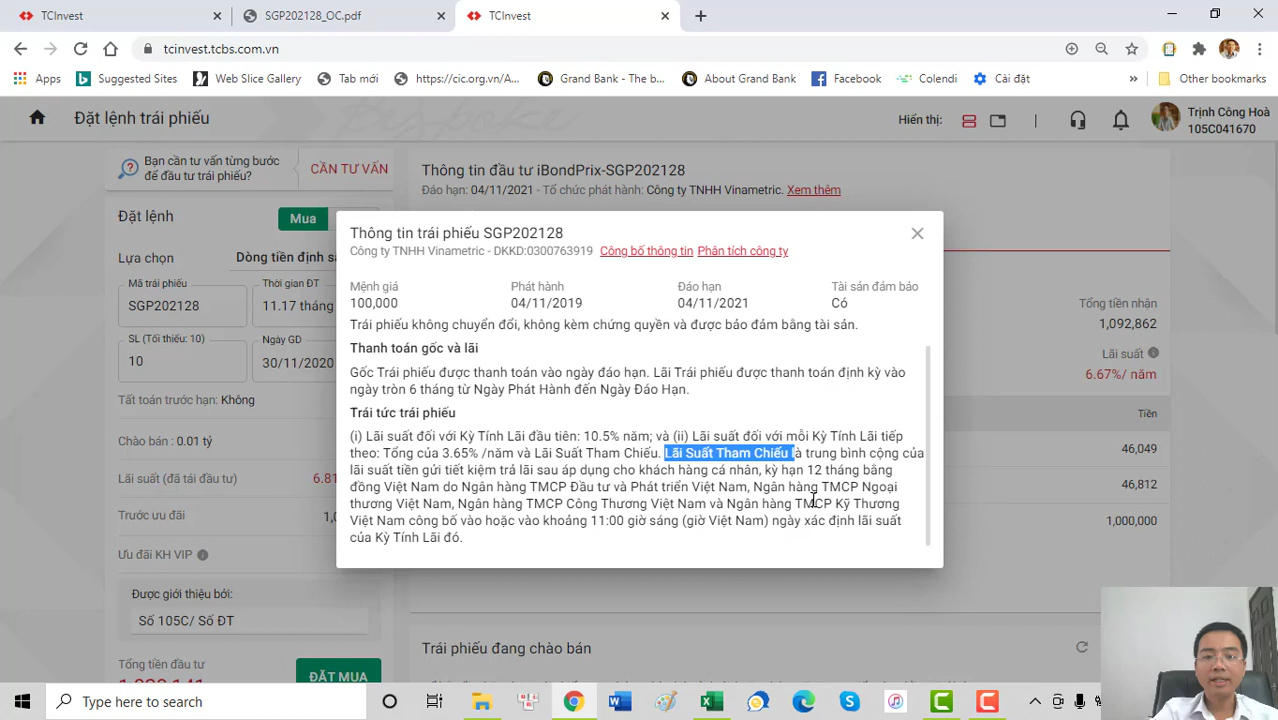 TCInvest
SGP202128_OC.pdf
TCInvest
tcinvest.tcbs.com.vn
Apps
Suggested Sites
Web Slice Gallery
Tab mới
https://cic.org.vn/A...
Grand Bank - The b...
About Grand Bank
Facebook
Colendi
Cài đặt
Other bookmarks
Đặt lệnh trái phiếu
Hiển thị:
Trịnh Công Hoà
105C041670
Bạn cần tư vấn từng bước
để đầu tư trái phiếu?
CẦN TƯ VẤN
Thông tin đầu tư iBondPrix-SGP202128
Đáo hạn: 04/11/2021 - Tổ chức phát hành: Công ty TNHH Vinametric. Xem thêm
Đặt lệnh
Mua
Lựa chọn
Mã trái phiếu
SGP202128
Thời gian ĐT
11.17 tháng
SL (Tối thiếu: 10)
10
Ngày GD
30/11/2020
Tất toán trước hạn: Không
Chào bán : 0.01 tỷ
Lãi suất (đã trừ thuế)
Được ưu đãi
Ưu đãi KH VIP
Được giới thiệu bởi:
Số 105C/ Số ĐT
Tổng tiền đầu tư
ĐẶT MUA
Thông tin trái phiếu SGP202128
Công ty TNHH Vinametric - DKKD:0300763919 Công bố thông tin Phân tích công ty
Mệnh giá
100,000
Phát hành
04/11/2019
Đáo hạn
04/11/2021
Tài sản đảm bảo
Có
Trái phiếu không chuyển đổi, không kèm chứng quyền và được bảo đảm bằng tài sản.
Thanh toán gốc và lãi
Gốc Trái phiếu được thanh toán vào ngày đáo hạn. Lãi Trái phiếu được thanh toán định kỳ vào
ngày tròn 6 tháng từ Ngày Phát Hành đến Ngày Đáo Hạn.
Trái tức trái phiếu
(i) Lãi suất đối với Kỳ Tính Lãi đầu tiên: 10.5% năm; và (ii) Lãi suất đối với mỗi Kỳ Tính Lãi tiếp
theo: Tổng của 3.65% /năm và Lãi Suất Tham Chiếu. Lãi Suất Tham Chiếu là trung bình cộng của
lãi suất tiền gửi tiết kiệm trả lãi sau áp dụng cho khách hàng cá nhân, kỳ hạn 12 tháng bằng
đồng Việt Nam do Ngân hàng TMCP Đầu tư và Phát triển Việt Nam, Ngân hàng TMCP Ngoại
thương Việt Nam, Ngân hàng TMCP Công Thương Việt Nam và Ngân hàng TMCP Kỹ Thương
Việt Nam công bố vào hoặc vào khoảng 11:00 giờ sáng (giờ Việt Nam) ngày xác định lãi suất
của Kỳ Tính Lãi đó.
Tổng tiền nhận
1,092,862
Lãi suất
6.67%/ năm
Tiền
46,049
46,812
1,000,000
Trái phiếu đang chào bán
Type here to search